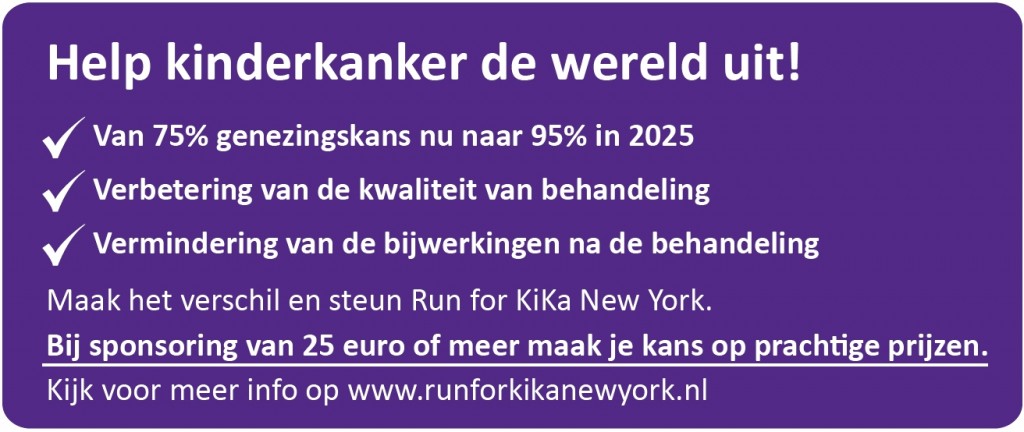 Help kinderkanker de wereld uit!
Van 75% genezingskans nu naar 95% in 2025
Verbetering van de kwaliteit van behandeling
Vermindering van de bijwerkingen na de behandeling
Maak het verschil en steun Run for KiKa New York.
Bij sponsoring van 25 euro of meer maak je kans op prachtige prijzen.
Kijk voor meer info op www.runforkikanewyork.nl